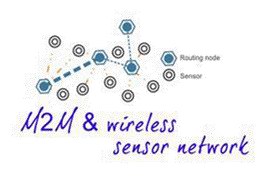 Routing node
Sensor
M2M & wireless
sensor network